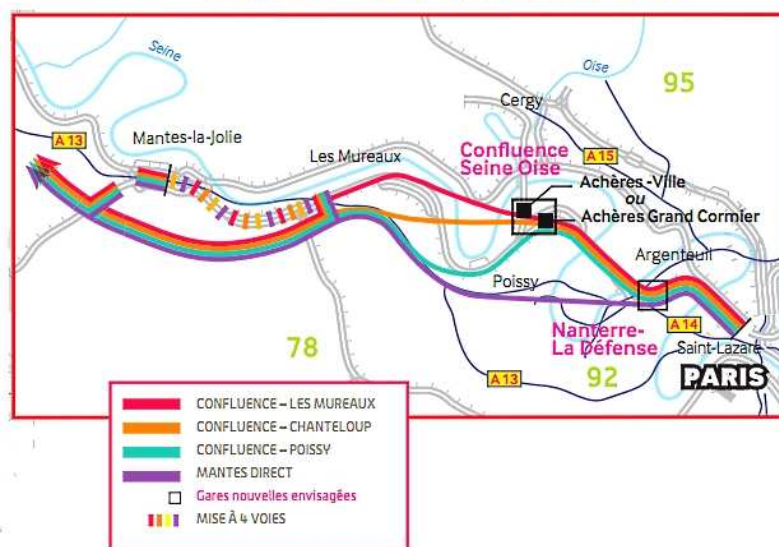 Seine
Oise
95
Cergy
A 13
Mantes-la-Jolie
Les Mureaux
Confluence
Seine Oise
A 15
Achères -Ville
ou
Achères Grand Cormier
Argenteuil
Poissy
Nanterre-
La Défense
A 14
78
Saint-Lazare
A 13
92
PARIS
CONFLUENCE – LES MUREAUX
CONFLUENCE – CHANTELOUP
CONFLUENCE – POISSY
MANTES DIRECT
Gares nouvelles envisagées
MISE À 4 VOIES